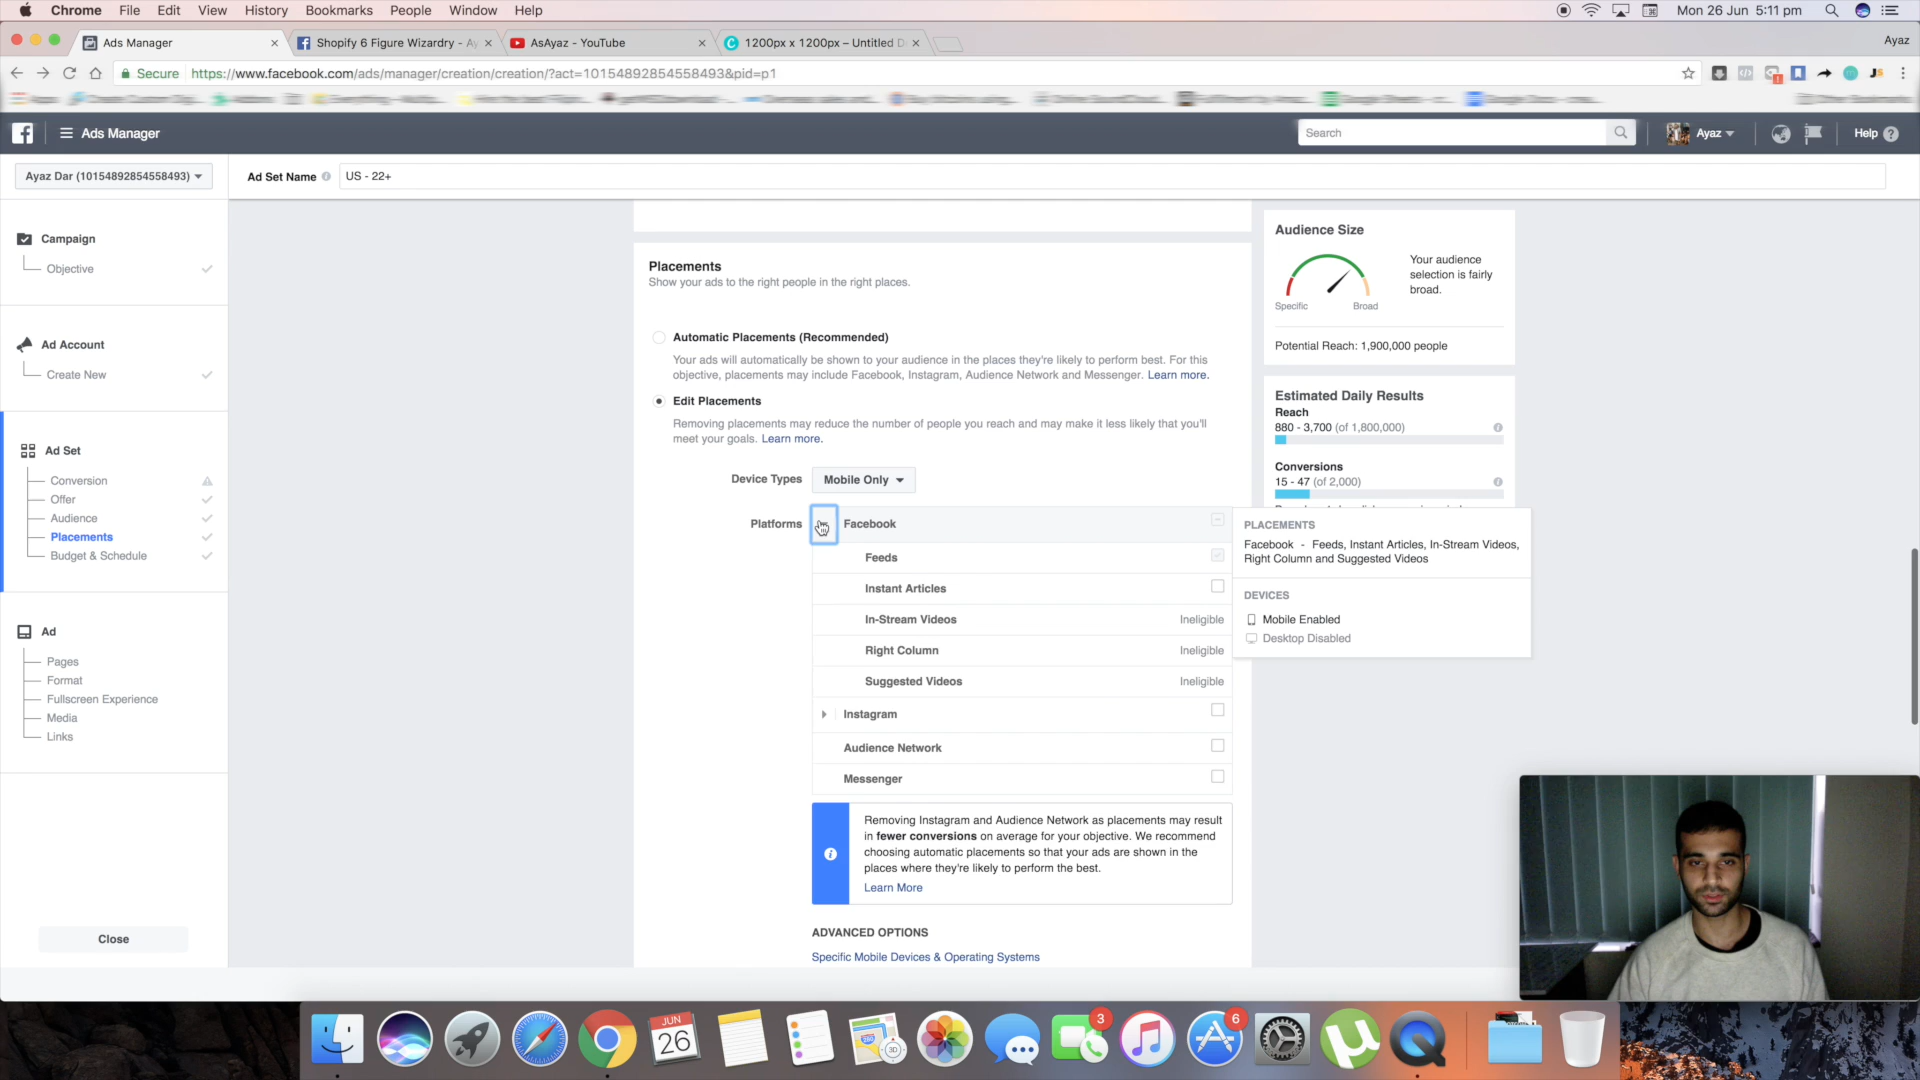 Chrome File Edit View History Bookmarks People Window Help Mon 26 Jun 5:11 pm
Ads Manager Shopify 6 Figure Wizardry - Ay AsAyaz - YouTube 1200px x 1200px – Untitled D Ayaz
Secure https://www.facebook.com/ads/manager/creation/creation/?act=10154892854558493&pid=p1
Ads Manager Search Ayaz Help
Ayaz Dar (10154892854558493) Ad Set Name US - 22+
Campaign
Objective
Ad Account
Create New
Ad Set
Conversion
Offer
Audience
Placements
Budget & Schedule
Ad
Pages
Format
Fullscreen Experience
Media
Links
Close
Placements
Show your ads to the right people in the right places.
Automatic Placements (Recommended)
Your ads will automatically be shown to your audience in the places they're likely to perform best. For this
objective, placements may include Facebook, Instagram, Audience Network and Messenger. Learn more.
Edit Placements
Removing placements may reduce the number of people you reach and may make it less likely that you'll
meet your goals. Learn more.
Device Types Mobile Only
Platforms Facebook
Feeds
Instant Articles
In-Stream Videos Ineligible
Right Column Ineligible
Suggested Videos Ineligible
Instagram
Audience Network
Messenger
Removing Instagram and Audience Network as placements may result
in fewer conversions on average for your objective. We recommend
choosing automatic placements so that your ads are shown in the
places where they're likely to perform the best.
Learn More
ADVANCED OPTIONS
Specific Mobile Devices & Operating Systems
Audience Size
Your audience
selection is fairly
broad.
Specific Broad
Potential Reach: 1,900,000 people
Estimated Daily Results
Reach
880 - 3,700 (of 1,800,000)
Conversions
15 - 47 (of 2,000)
PLACEMENTS
Facebook - Feeds, Instant Articles, In-Stream Videos,
Right Column and Suggested Videos
DEVICES
Mobile Enabled
Desktop Disabled
JUN
26
3D
3
6